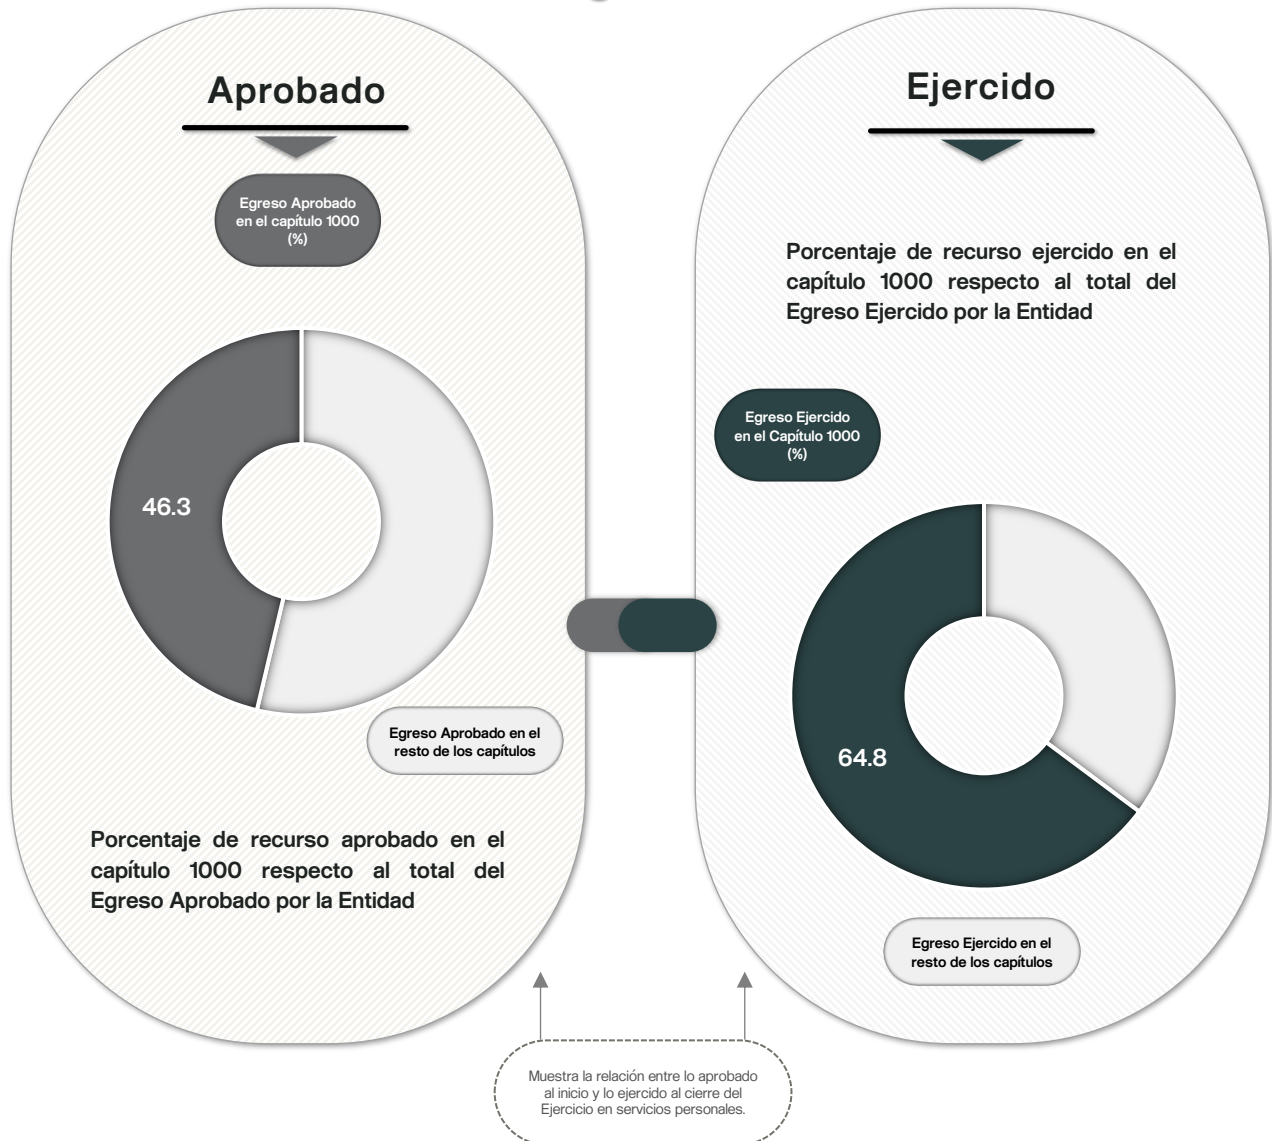 Aprobado
Egreso Aprobado
en el capítulo 1000
(%)
46.3
Egreso Aprobado en el
resto de los capítulos
Porcentaje de recurso aprobado en el
capítulo 1000 respecto al total del
Egreso Aprobado por la Entidad
Ejercido
Porcentaje de recurso ejercido en el
capítulo 1000 respecto al total del
Egreso Ejercido por la Entidad
Egreso Ejercido
en el Capítulo 1000
(%)
64.8
Egreso Ejercido en el
resto de los capítulos
Muestra la relación entre lo aprobado
al inicio y lo ejercido al cierre del
Ejercicio en servicios personales.